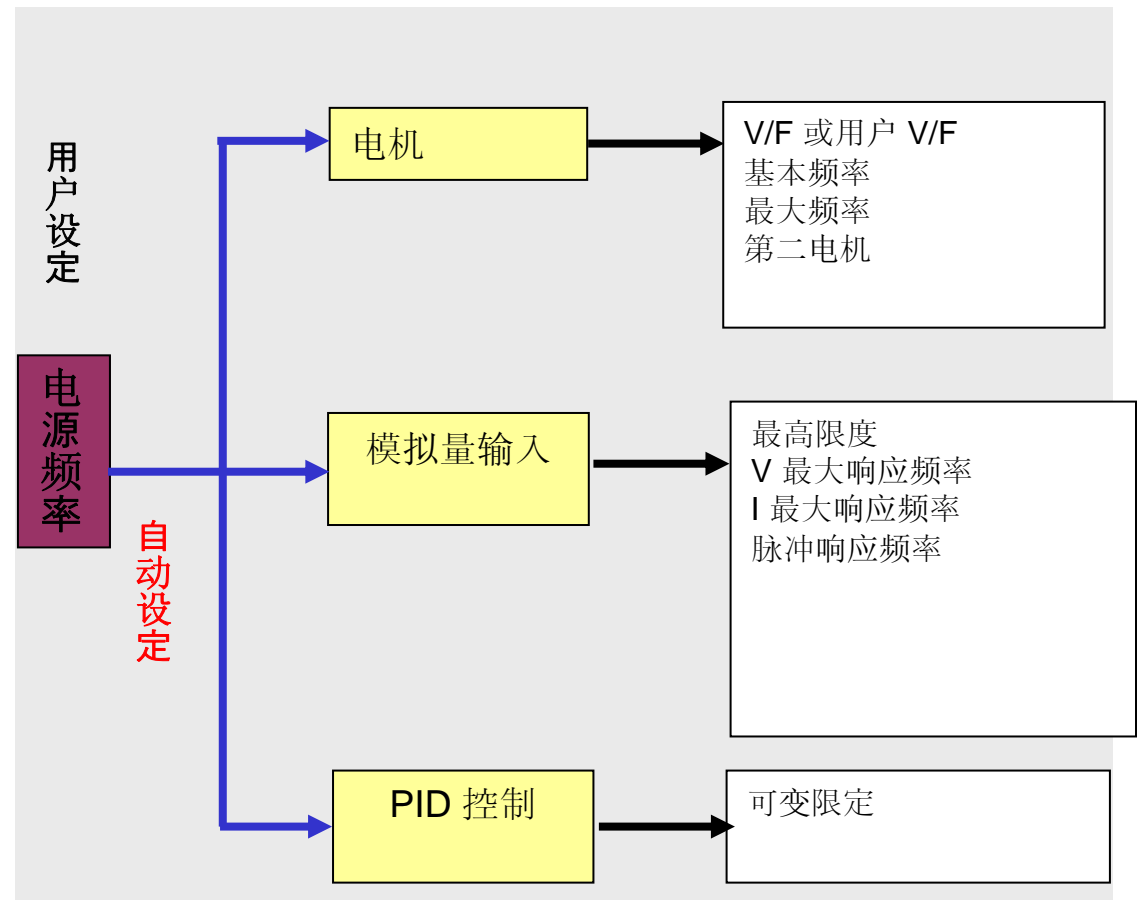 用户设定
电源频率
自动设定
电机
V/F 或用户 V/F
基本频率
最大频率
第二电机
模拟量输入
最高限度
V 最大响应频率
I 最大响应频率
脉冲响应频率
PID 控制
可变限定